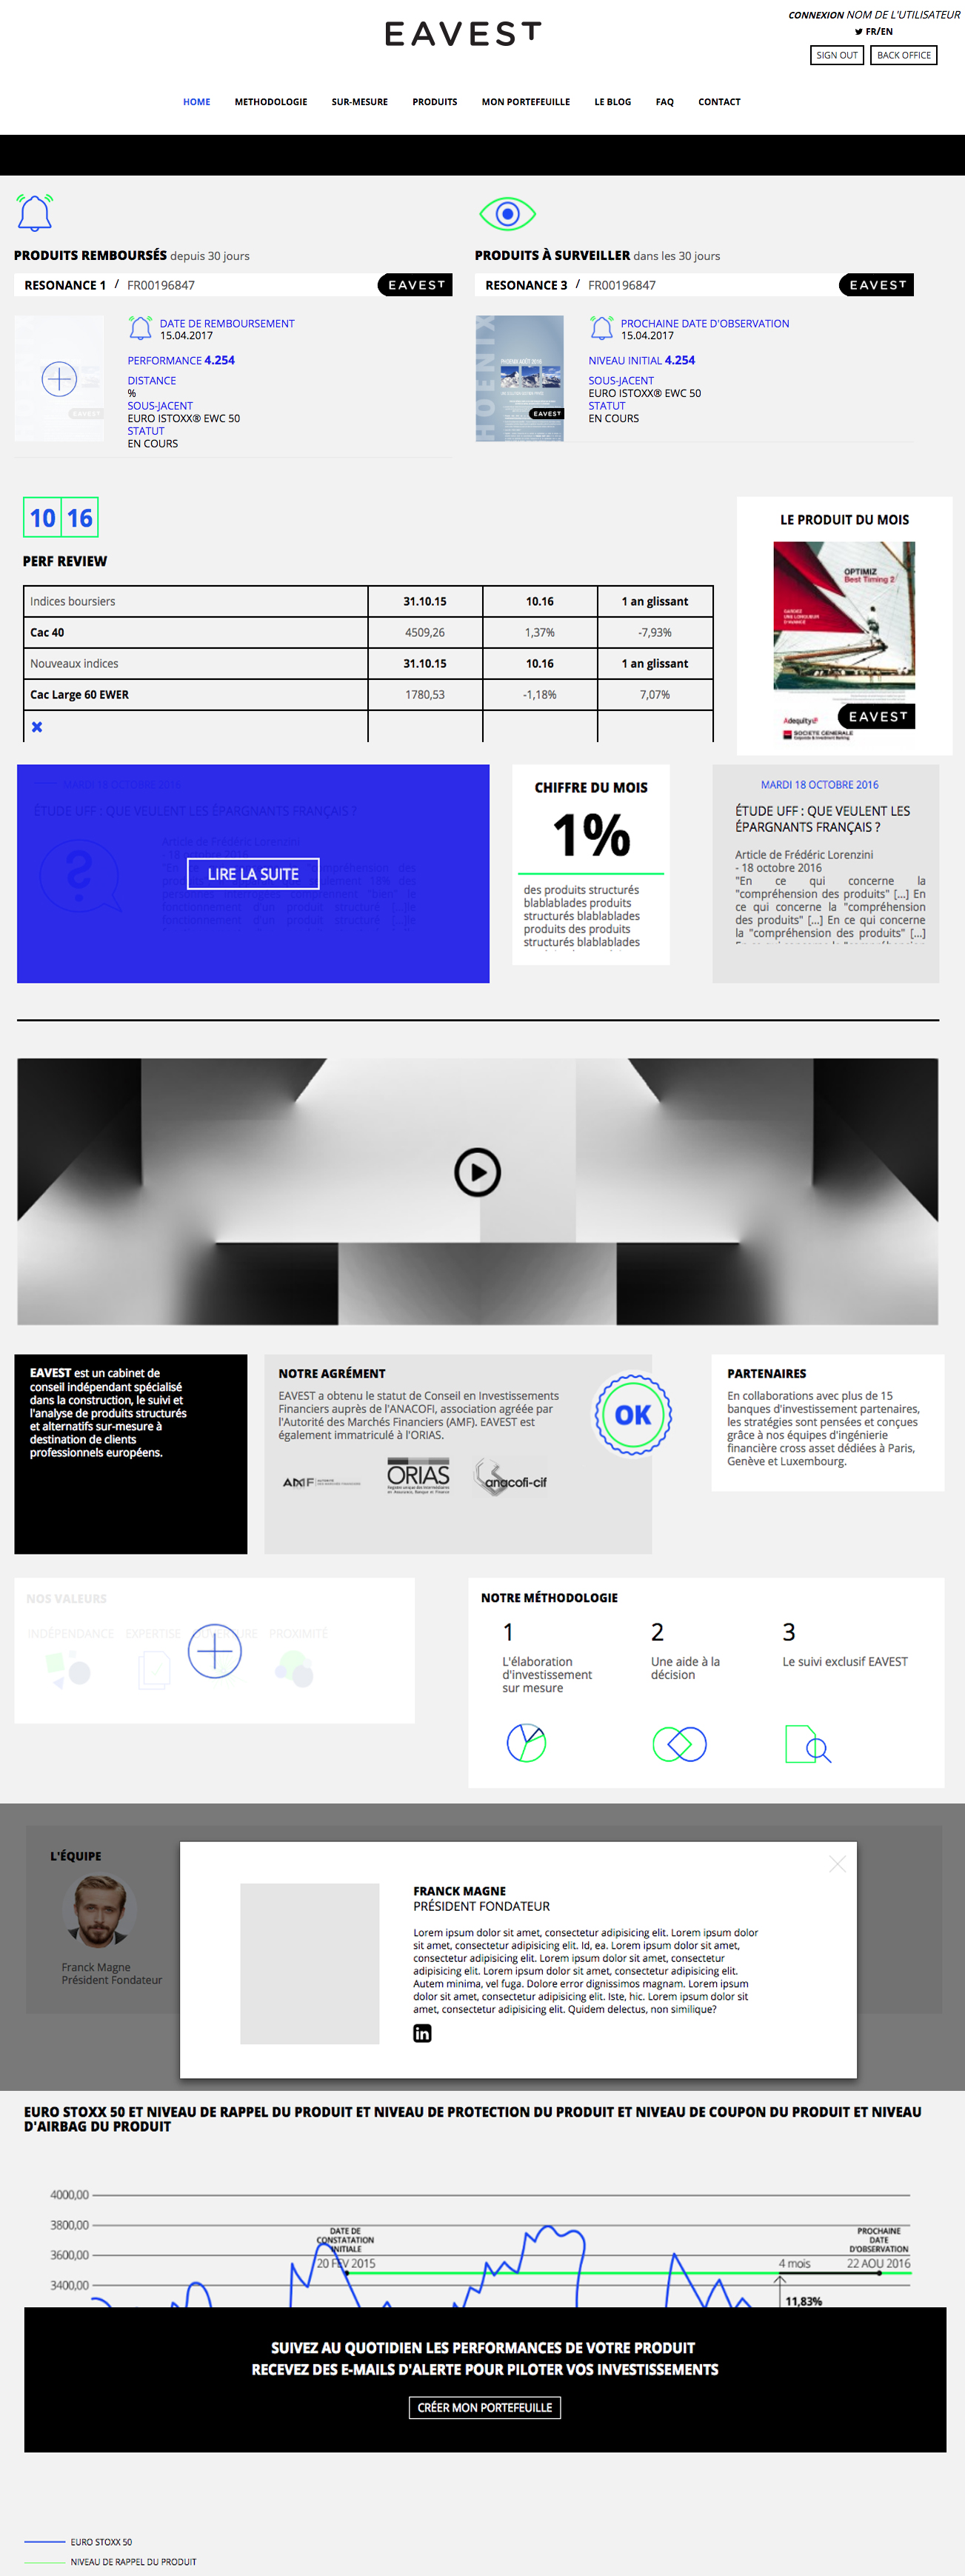 EAVEST
CONNEXION NOM DE L'UTILISATEUR
FR/EN
SIGN OUT
BACK OFFICE
HOME
METHODOLOGIE
SUR-MESURE
PRODUITS
MON PORTEFEUILLE
LE BLOG
FAQ
CONTACT
PRODUITS REMBOURSÉS depuis 30 jours
RESONANCE 1 / FR00196847
EAVEST
DATE DE REMBOURSEMENT
15.04.2017
PERFORMANCE 4.254
DISTANCE
%
SOUS-JACENT
EURO ISTOXX® EWC 50
STATUT
EN COURS
EAVEST
PRODUITS À SURVEILLER dans les 30 jours
RESONANCE 3 / FR00196847
EAVEST
PROCHAINE DATE D'OBSERVATION
15.04.2017
NIVEAU INITIAL 4.254
SOUS-JACENT
EURO ISTOXX® EWC 50
STATUT
EN COURS
EAVEST
10 16
PERF REVIEW
Indices boursiers 31.10.15 10.16 1 an glissant
Cac 40 4509,26 1,37% -7,93%
Nouveaux indices 31.10.15 10.16 1 an glissant
Cac Large 60 EWER 1780,53 -1,18% 7,07%
LE PRODUIT DU MOIS
OPTIMIZ
Best Timing 2
Adequity
SOCIETE GENERALE
EAVEST
MARDI 18 OCTOBRE 2016
ÉTUDE UFF : QUE VEULENT LES ÉPARGNANTS FRANÇAIS ?
Article de Frédéric Lorenzini
- 18 octobre 2016
LIRE LA SUITE
CHIFFRE DU MOIS
1%
des produits structurés
blablablades produits
structurés blablablades
produits des produits
structurés blablablades
MARDI 18 OCTOBRE 2016
ÉTUDE UFF : QUE VEULENT LES
ÉPARGNANTS FRANÇAIS ?
Article de Frédéric Lorenzini
- 18 octobre 2016
"En ce qui concerne la
"compréhension des produits" [...] En
ce qui concerne la "compréhension
des produits" [...] En ce qui concerne
la "compréhension des produits" [...]
EAVEST est un cabinet de
conseil indépendant spécialisé
dans la construction, le suivi et
l'analyse de produits structurés
et alternatifs sur-mesure à
destination de clients
professionnels européens.
NOTRE AGRÉMENT
EAVEST a obtenu le statut de Conseil en Investissements
Financiers auprès de l'ANACOFI, association agréée par
l'Autorité des Marchés Financiers (AMF). EAVEST est
également immatriculé à l'ORIAS.
OK
AMF
ORIAS
anacofi-cif
PARTENAIRES
En collaborations avec plus de 15
banques d'investissement partenaires,
les stratégies sont pensées et conçues
grâce à nos équipes d'ingénierie
financière cross asset dédiées à Paris,
Genève et Luxembourg.
NOS VALEURS
INDÉPENDANCE
EXPERTISE
PROXIMITÉ
NOTRE MÉTHODOLOGIE
1
L'élaboration
d'investissement
sur mesure
2
Une aide à la
décision
3
Le suivi exclusif EAVEST
L'ÉQUIPE
Franck Magne
Président Fondateur
FRANCK MAGNE
PRÉSIDENT FONDATEUR
Lorem ipsum dolor sit amet, consectetur adipisicing elit. Lorem ipsum dolor
sit amet, consectetur adipisicing elit. Id, ea. Lorem ipsum dolor sit amet,
consectetur adipisicing elit. Lorem ipsum dolor sit amet, consectetur
adipisicing elit. Lorem ipsum dolor sit amet, consectetur adipisicing elit.
Autem minima, vel fuga. Dolore error dignissimos magnam. Lorem ipsum
dolor sit amet, consectetur adipisicing elit. Iste, hic. Lorem ipsum dolor sit
amet, consectetur adipisicing elit. Quidem delectus, non similique?
in
EURO STOXX 50 ET NIVEAU DE RAPPEL DU PRODUIT ET NIVEAU DE PROTECTION DU PRODUIT ET NIVEAU DE COUPON DU PRODUIT ET NIVEAU
D'AIRBAG DU PRODUIT
4000,00
3800,00
3600,00
3400,00
DATE DE
CONSTATATION
INITIALE
20 FEV 2015
PROCHAINE
DATE
D'OBSERVATION
4 mois
22 AOU 2016
11,83%
SUIVEZ AU QUOTIDIEN LES PERFORMANCES DE VOTRE PRODUIT
RECEVEZ DES E-MAILS D'ALERTE POUR PILOTER VOS INVESTISSEMENTS
CRÉER MON PORTEFEUILLE
EURO STOXX 50
NIVEAU DE RAPPEL DU PRODUIT